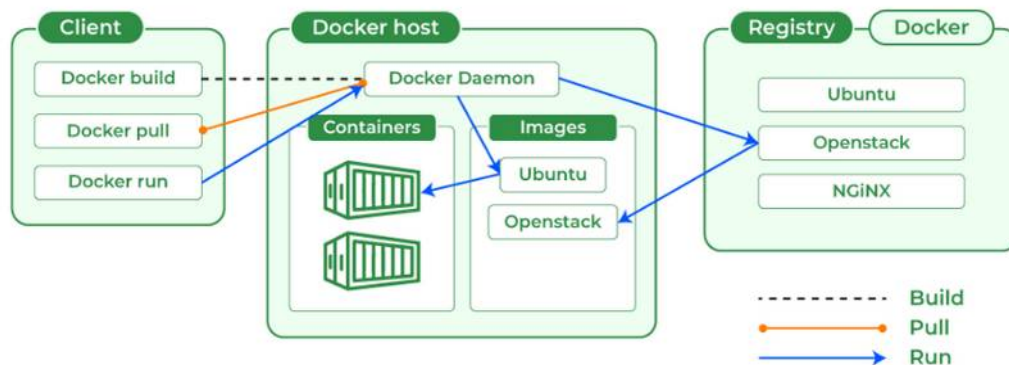 Client
Docker build
Docker pull
Docker run
Docker host
Docker Daemon
Containers
Images
Ubuntu
Openstack
Registry
Docker
Ubuntu
Openstack
NGiNX
Build
Pull
Run